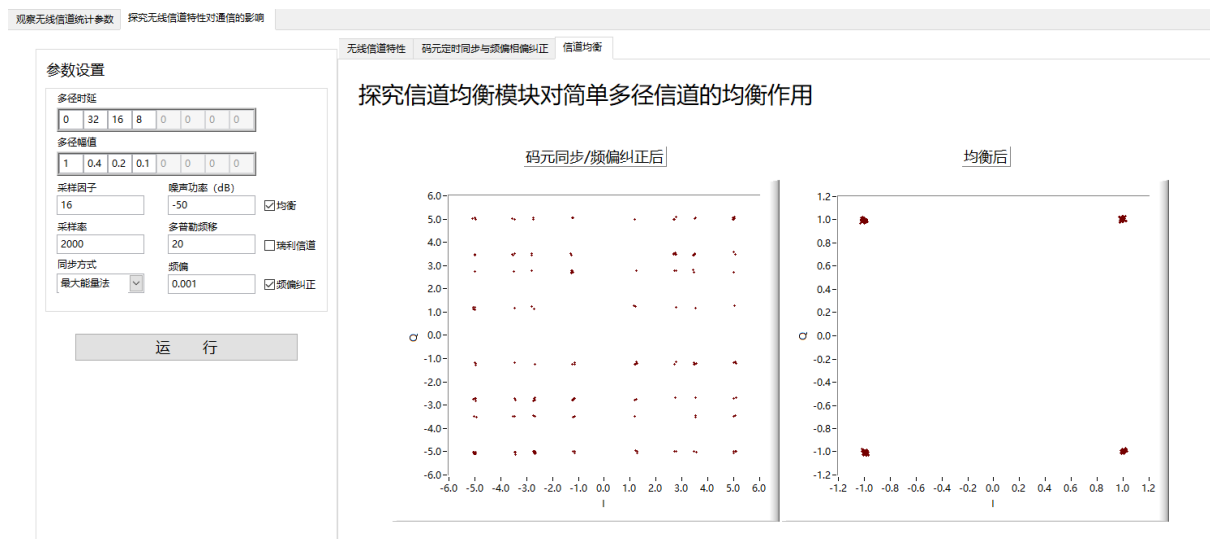 观察无线信道统计参数 探究无线信道特性对通信的影响
无线信道特性 码元定时同步与频偏相偏纠正 信道均衡
参数设置
多径时延
0 32 16 8 0 0 0 0
多径幅值
1 0.4 0.2 0.1 0 0 0 0
采样因子 噪声功率（dB）
16 -50 均衡
采样率 多普勒频移
2000 20 瑞利信道
同步方式 频偏
最大能量法 0.001 频偏纠正
运 行
探究信道均衡模块对简单多径信道的均衡作用
码元同步/频偏纠正后
6.0
5.0
4.0
3.0
2.0
1.0
0.0
-1.0
-2.0
-3.0
-4.0
-5.0
-6.0
Q
-6.0 -5.0 -4.0 -3.0 -2.0 -1.0 0.0 1.0 2.0 3.0 4.0 5.0 6.0
I
均衡后
1.2
1.0
0.8
0.6
0.4
0.2
0.0
-0.2
-0.4
-0.6
-0.8
-1.0
-1.2
Q
-1.2 -1.0 -0.8 -0.6 -0.4 -0.2 0.0 0.2 0.4 0.6 0.8 1.0 1.2
I